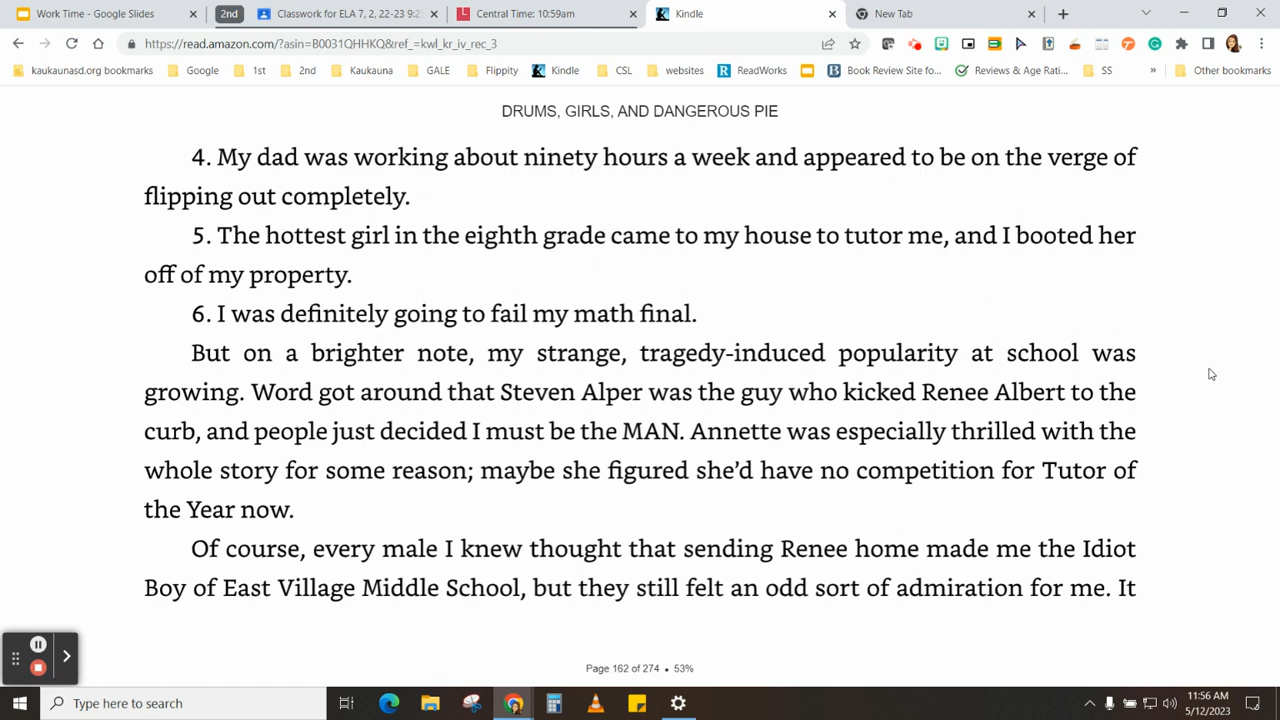 Work Time - Google Slides
2nd
Classwork for ELA 7, 2, 22-23 9:2
Central Time: 10:59am
Kindle
New Tab
https://read.amazon.com/?asin=B0031QHHKQ&ref_=kwl_kr_iv_rec_3
kaukaunasd.org bookmarks
Google
1st
2nd
Kaukauna
GALE
Flippity
Kindle
CSL
websites
ReadWorks
Book Review Site fo...
Reviews & Age Rati...
SS
»
Other bookmarks
DRUMS, GIRLS, AND DANGEROUS PIE
4. My dad was working about ninety hours a week and appeared to be on the verge of
flipping out completely.
5. The hottest girl in the eighth grade came to my house to tutor me, and I booted her
off of my property.
6. I was definitely going to fail my math final.
But on a brighter note, my strange, tragedy-induced popularity at school was
growing. Word got around that Steven Alper was the guy who kicked Renee Albert to the
curb, and people just decided I must be the MAN. Annette was especially thrilled with the
whole story for some reason; maybe she figured she’d have no competition for Tutor of
the Year now.
Of course, every male I knew thought that sending Renee home made me the Idiot
Boy of East Village Middle School, but they still felt an odd sort of admiration for me. It
Page 162 of 274 • 53%
Type here to search
11:56 AM
5/12/2023